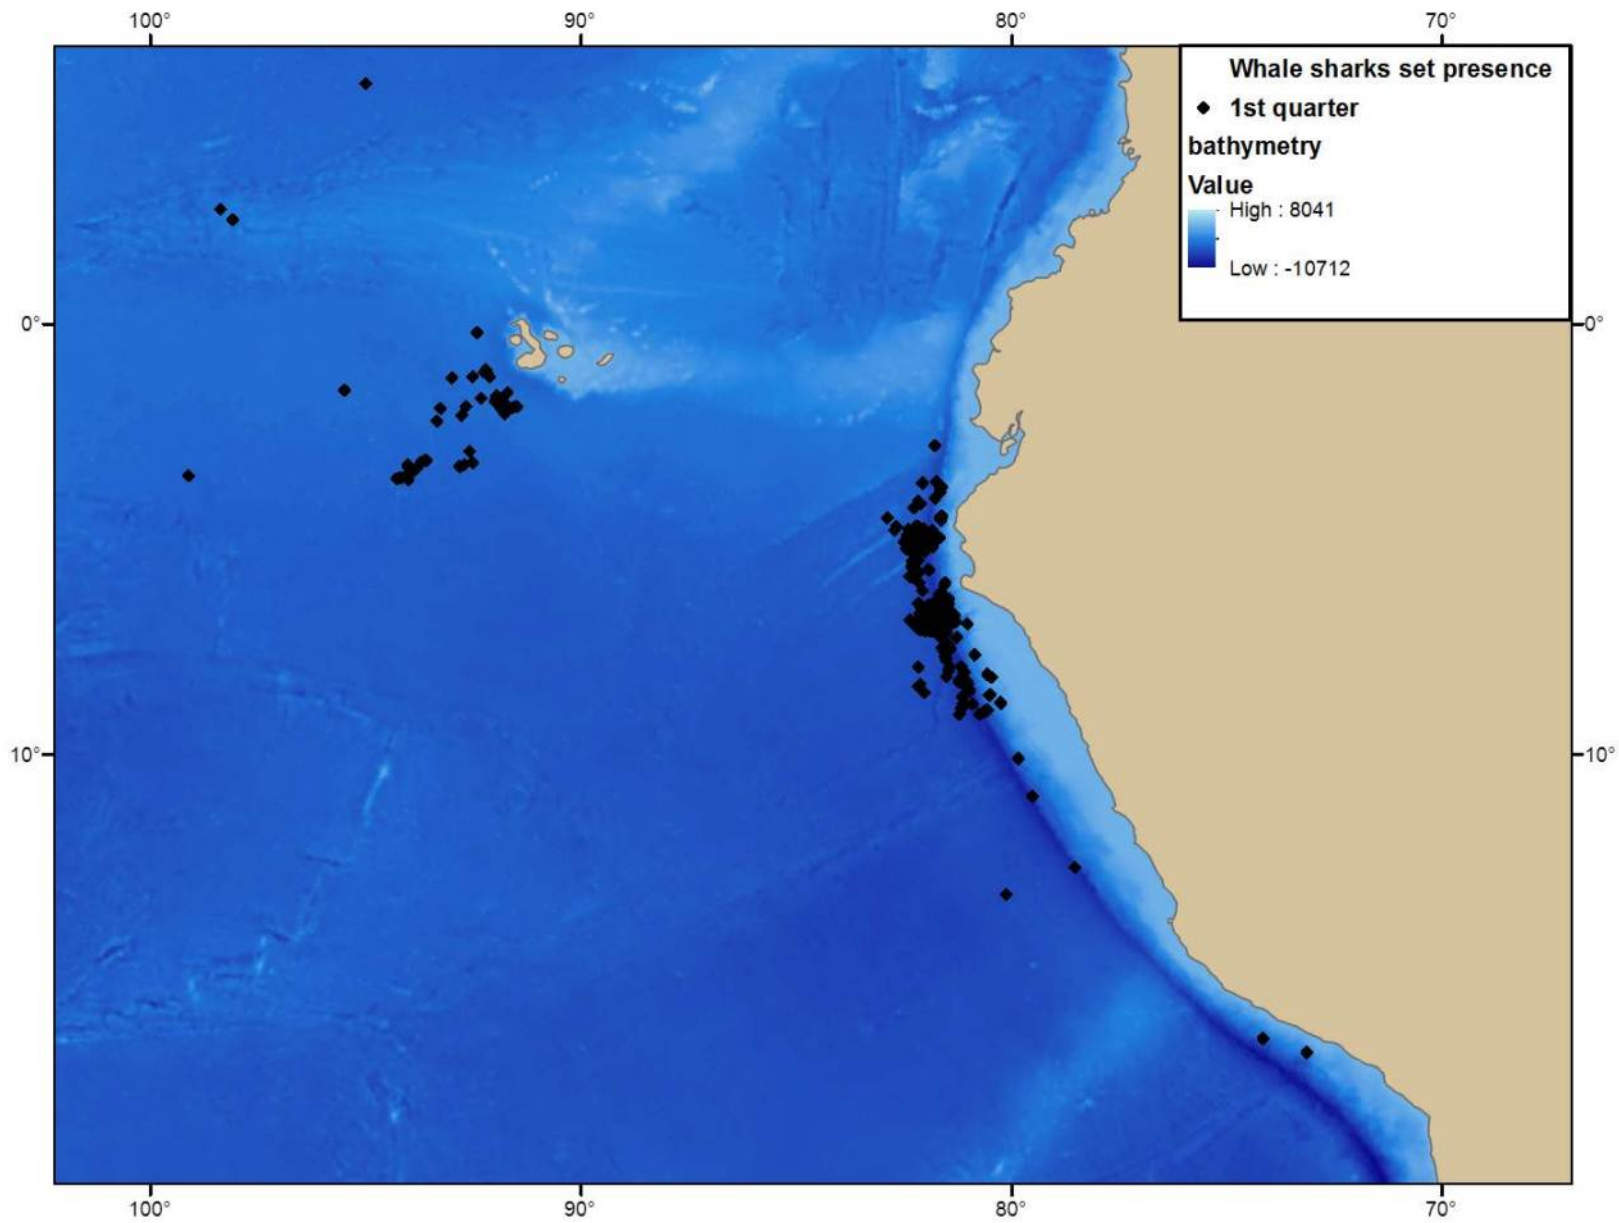 100° 90° 80° 70°
Whale sharks set presence
1st quarter
bathymetry
Value
High : 8041
Low : -10712
0° 0°
10° 10°
100° 90° 80° 70°